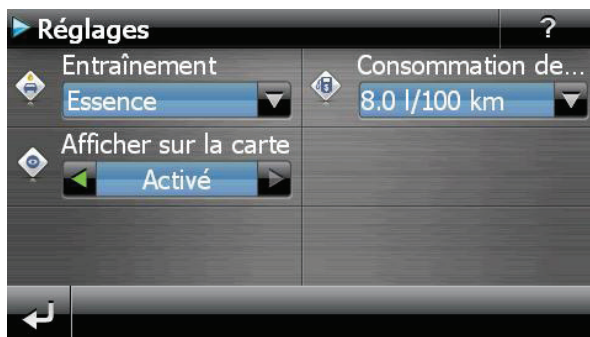 Réglages
?
Entraînement
Essence
Consommation de...
8.0 l/100 km
Afficher sur la carte
Activé